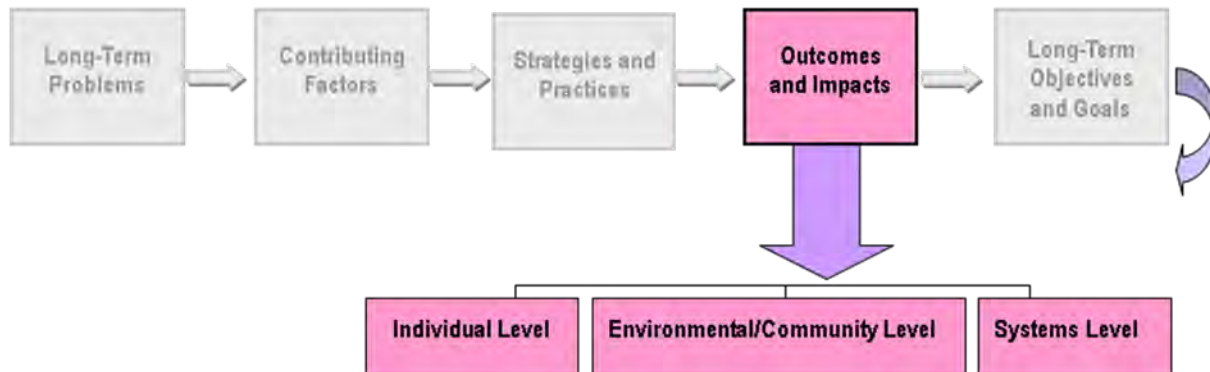 Long-Term
Problems
Contributing
Factors
Strategies and
Practices
Outcomes
and Impacts
Long-Term
Objectives
and Goals
Individual Level
Environmental/Community Level
Systems Level